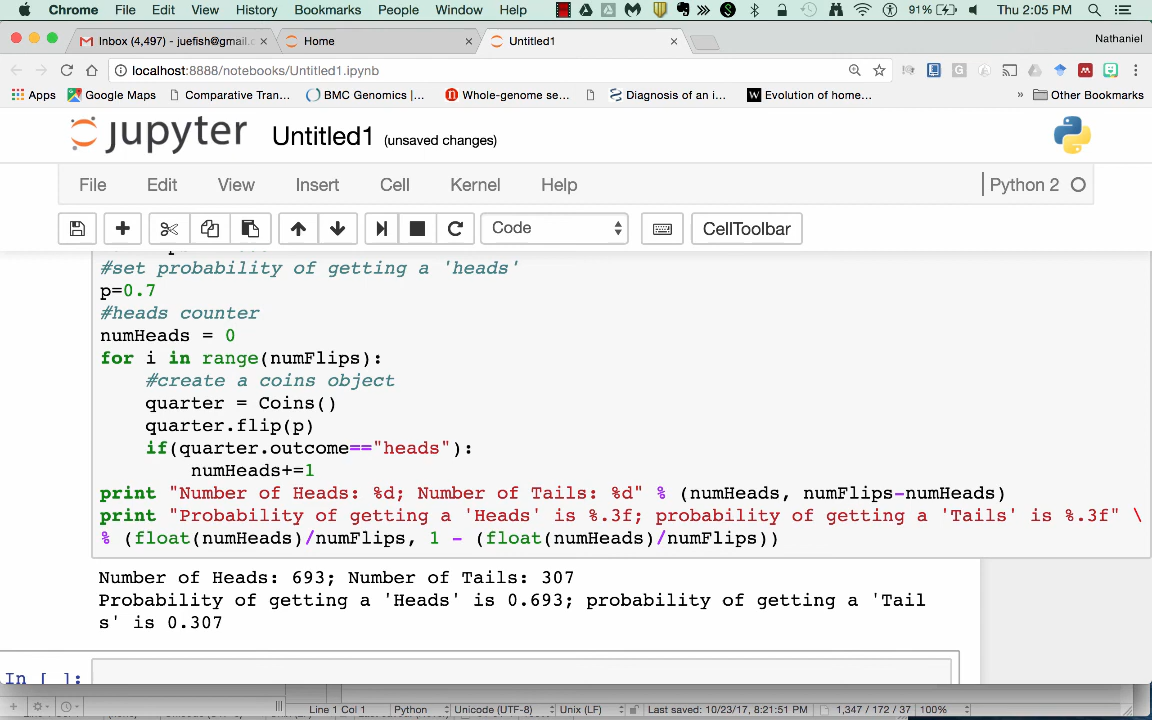 Chrome File Edit View History Bookmarks People Window Help 91% Thu 2:05 PM
Inbox (4,497) - juefish@gmail.c Home Untitled1 Nathaniel
localhost:8888/notebooks/Untitled1.ipynb
Apps Google Maps Comparative Tran... BMC Genomics |... Whole-genome se... Diagnosis of an i... Evolution of home... » Other Bookmarks
jupyter Untitled1 (unsaved changes)
File Edit View Insert Cell Kernel Help Python 2
Code CellToolbar
#set probability of getting a 'heads'
p=0.7
#heads counter
numHeads = 0
for i in range(numFlips):
#create a coins object
quarter = Coins()
quarter.flip(p)
if(quarter.outcome=="heads"):
numHeads+=1
print "Number of Heads: %d; Number of Tails: %d" % (numHeads, numFlips-numHeads)
print "Probability of getting a 'Heads' is %.3f; probability of getting a 'Tails' is %.3f" \
% (float(numHeads)/numFlips, 1 - (float(numHeads)/numFlips))
Number of Heads: 693; Number of Tails: 307
Probability of getting a 'Heads' is 0.693; probability of getting a 'Tail
s' is 0.307
In [ ]:
Line 1 Col 1 Python Unicode (UTF-8) Unix (LF) Last saved: 10/23/17, 8:21:51 PM 1,347 / 172 / 37 100%